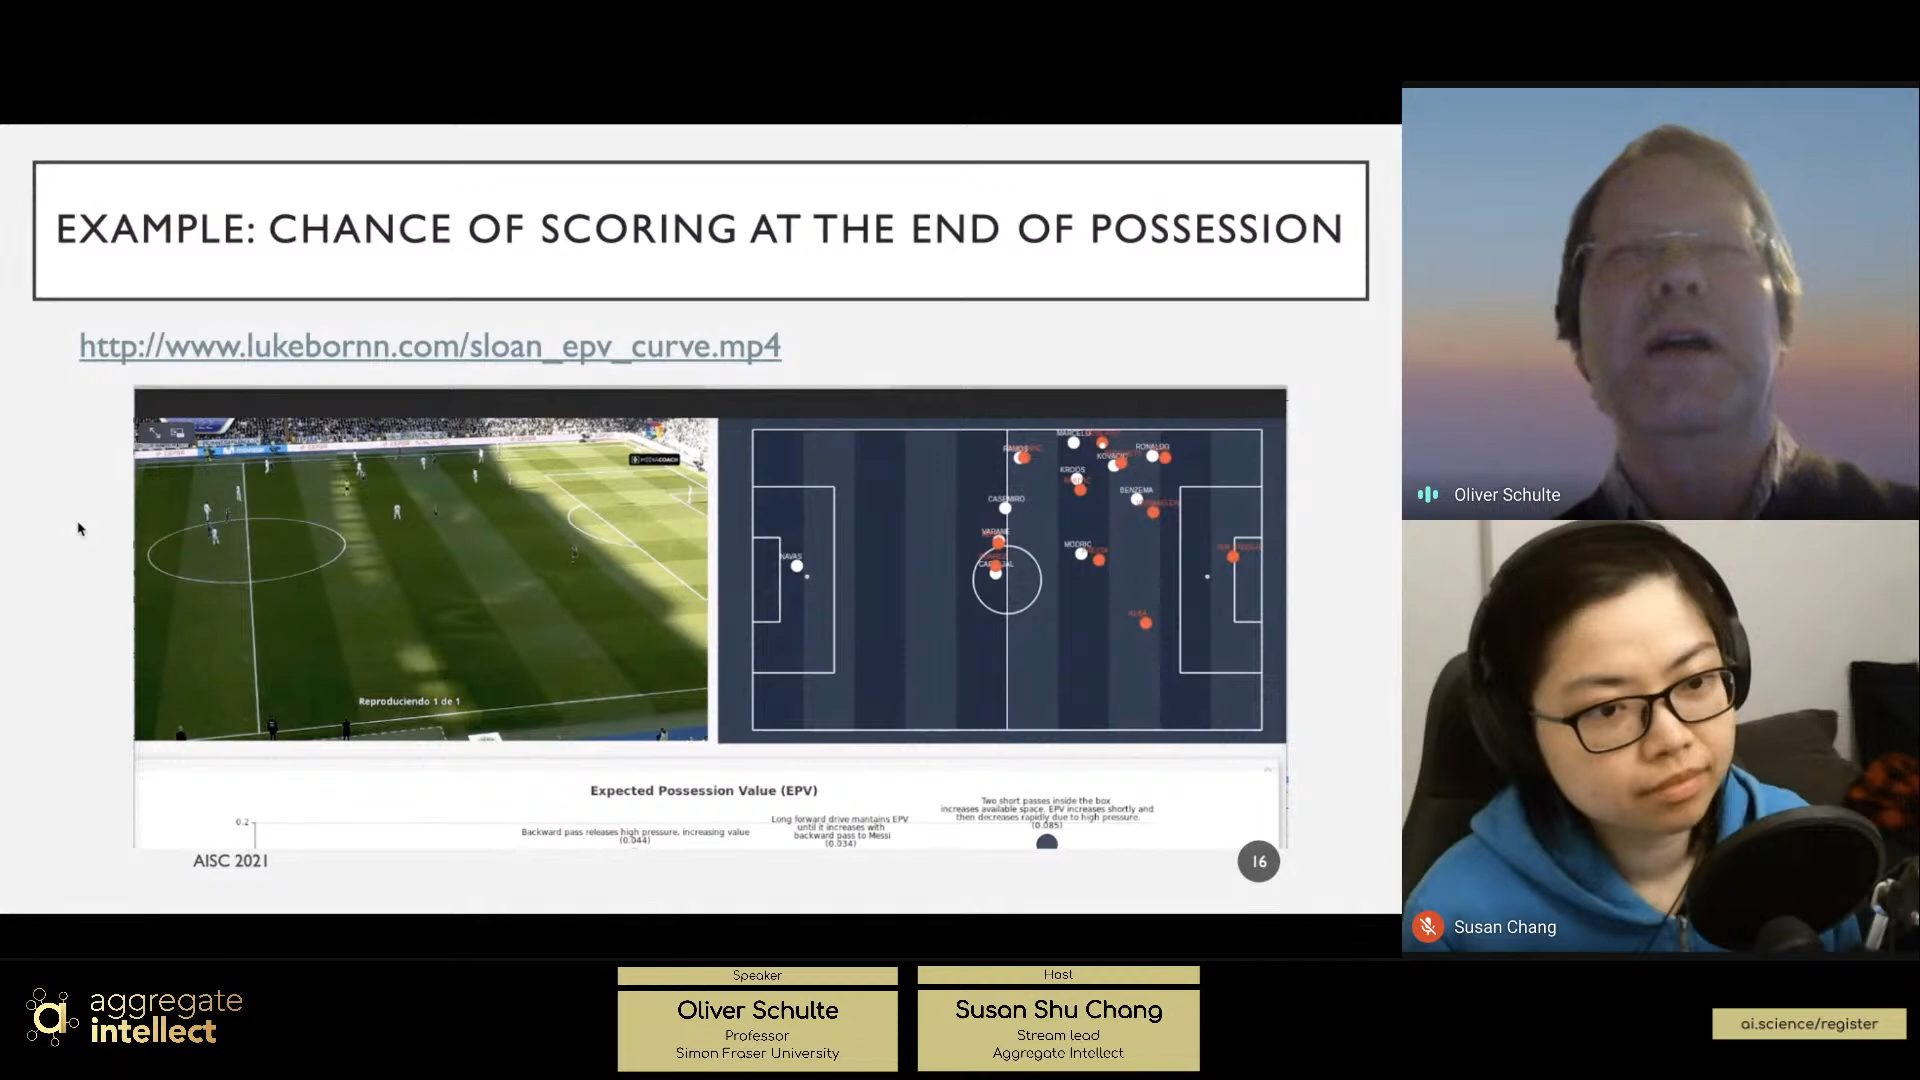 EXAMPLE: CHANCE OF SCORING AT THE END OF POSSESSION
http://www.lukebornn.com/sloan_epv_curve.mp4
Reproduciendo 1 de 1
MARCELO
RONALDO
KOVACIC
KROOS
BENZEMA
CASEMIRO
VARANE
MODRIC
NAVAS
ALBA
Expected Possession Value (EPV)
Two short passes inside the box
increases available space. EPV increases shortly and
then decreases rapidly due to high pressure.
(0.085)
Long forward drive mantains EPV
until it increases with
backward pass to Messi
(0.034)
Backward pass releases high pressure, increasing value
(0.044)
0.2
AISC 2021
16
Oliver Schulte
Susan Chang
aggregate
intellect
Speaker
Oliver Schulte
Professor
Simon Fraser University
Host
Susan Shu Chang
Stream lead
Aggregate Intellect
ai.science/register